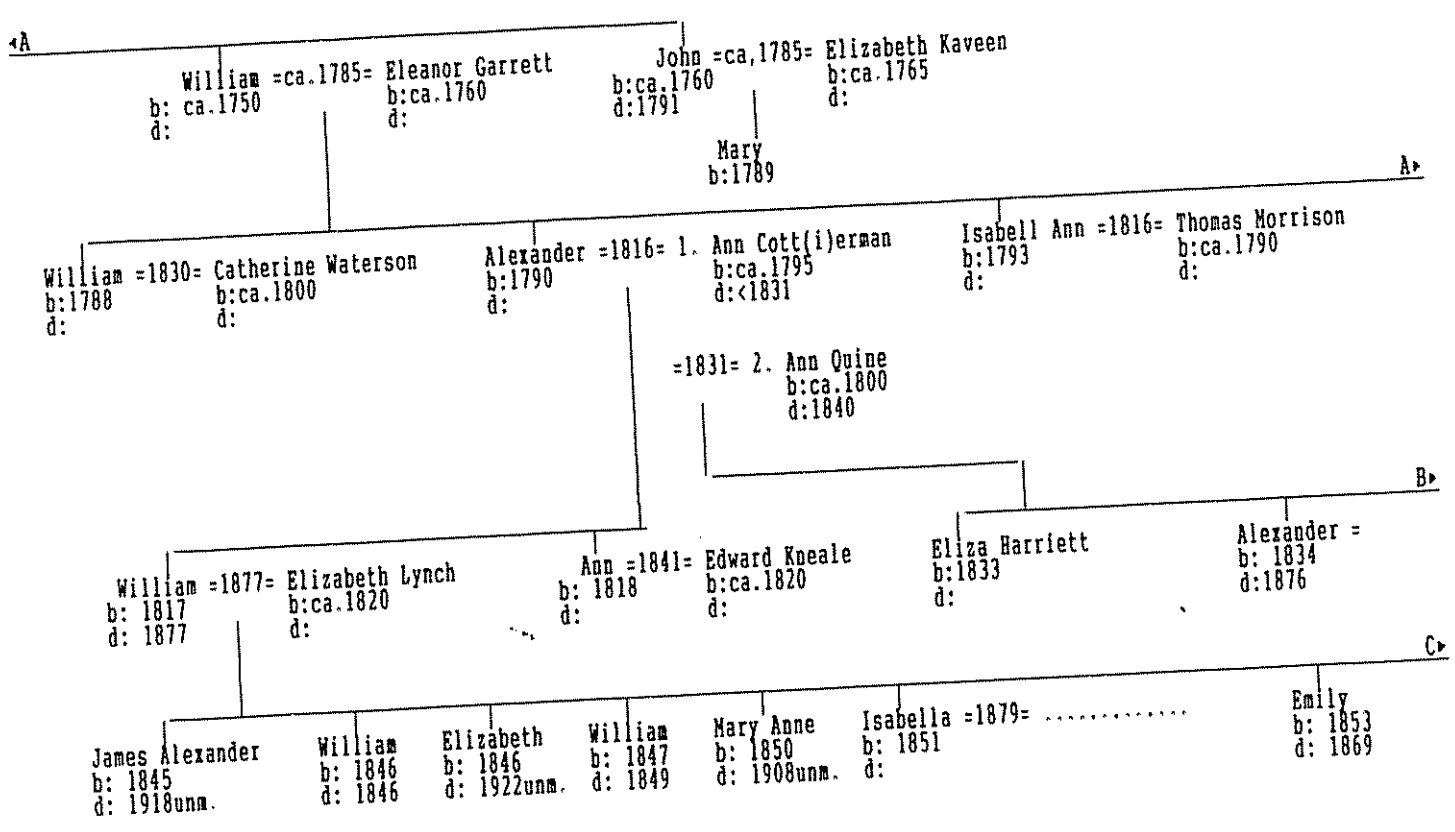 ◂A
William =ca.1785= Eleanor Garrett
b: ca.1750
d:
b:ca.1760
d:
John =ca,1785= Elizabeth Kaveen
b:ca.1760
d:1791
b:ca.1765
d:
Mary
b:1789
A▸
William =1830= Catherine Waterson
b:1788
d:
b:ca.1800
d:
Alexander =1816= 1. Ann Cott(i)erman
b:1790
d:
b:ca.1795
d:<1831
Isabell Ann =1816= Thomas Morrison
b:1793
d:
b:ca.1790
d:
=1831= 2. Ann Quine
b:ca.1800
d:1840
B▸
William =1877= Elizabeth Lynch
b: 1817
d: 1877
b:ca.1820
d:
Ann =1841= Edward Kneale
b: 1818
d:
b:ca.1820
d:
Eliza Harriett
b:1833
d:
Alexander =
b: 1834
d:1876
C▸
James Alexander
b: 1845
d: 1918unm.
William
b: 1846
d: 1846
Elizabeth
b: 1846
d: 1922unm.
William
b: 1847
d: 1849
Mary Anne
b: 1850
d: 1908unm.
Isabella =1879= .............
b: 1851
d:
Emily
b: 1853
d: 1869